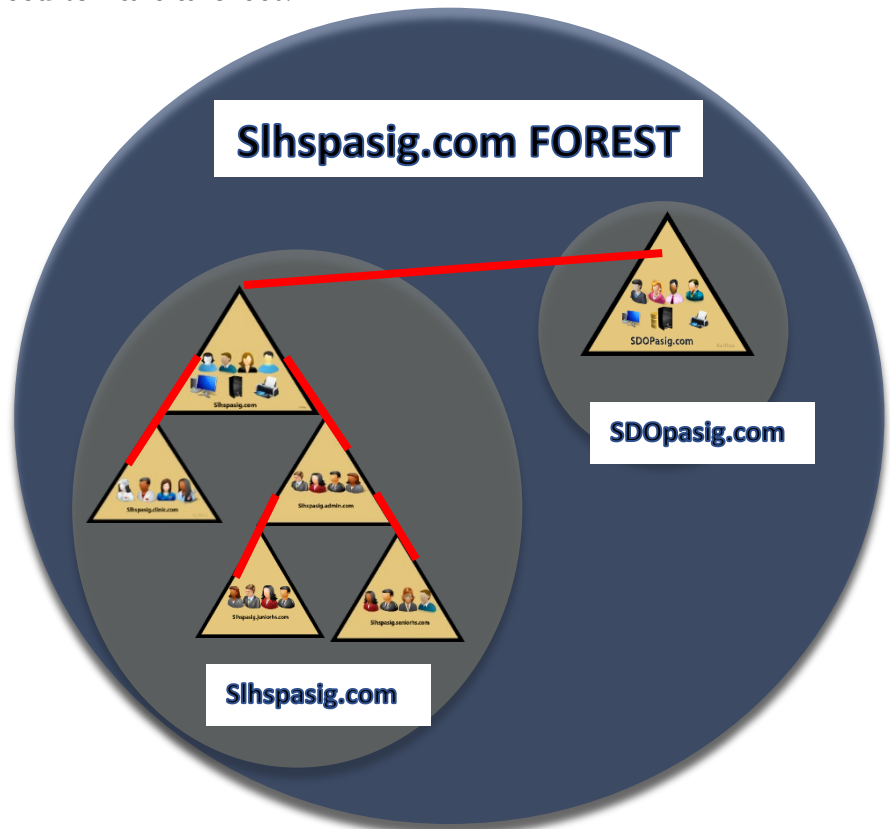 Slhspasig.com FOREST
SDOPasig.com
SDOpasig.com
Slhspasig.com
Slhspasig.clinic.com
Slhspasig.admin.com
Slhspasig.juniorhs.com
Slhspasig.seniorhs.com
Slhspasig.com